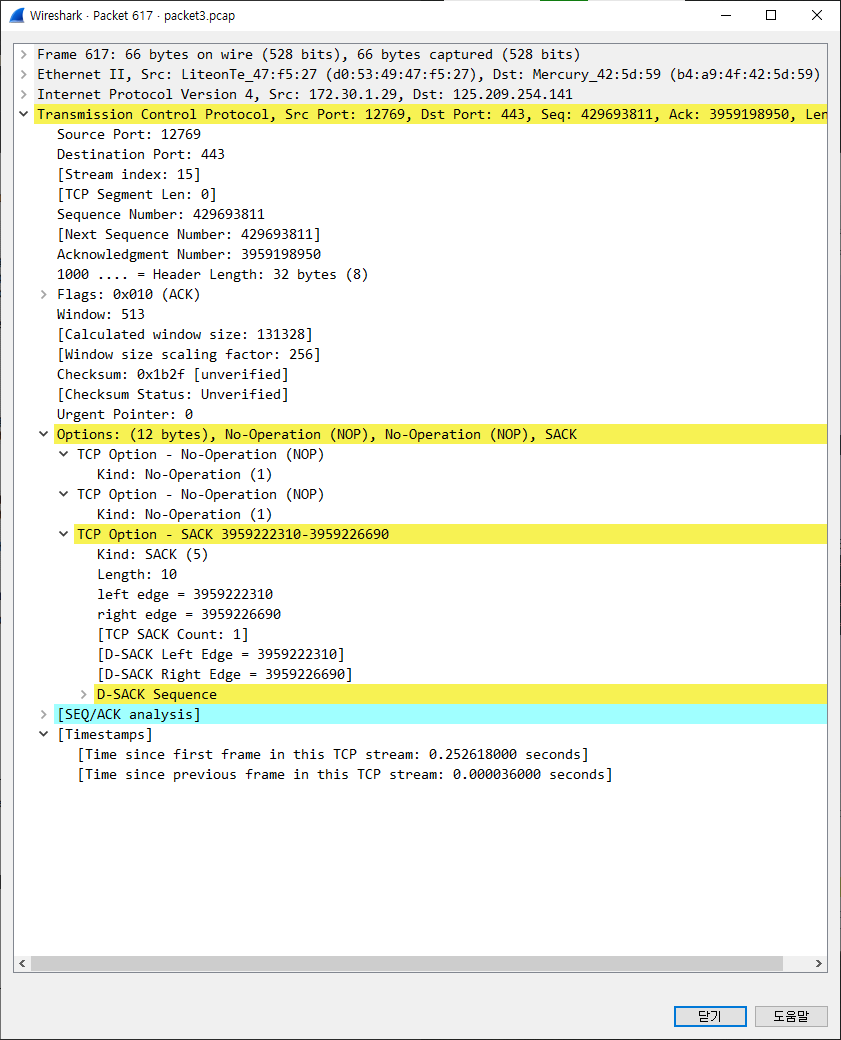 Wireshark · Packet 617 · packet3.pcap
Frame 617: 66 bytes on wire (528 bits), 66 bytes captured (528 bits)
Ethernet II, Src: LiteonTe_47:f5:27 (d0:53:49:47:f5:27), Dst: Mercury_42:5d:59 (b4:a9:4f:42:5d:59)
Internet Protocol Version 4, Src: 172.30.1.29, Dst: 125.209.254.141
Transmission Control Protocol, Src Port: 12769, Dst Port: 443, Seq: 429693811, Ack: 3959198950, Len
Source Port: 12769
Destination Port: 443
[Stream index: 15]
[TCP Segment Len: 0]
Sequence Number: 429693811
[Next Sequence Number: 429693811]
Acknowledgment Number: 3959198950
1000 .... = Header Length: 32 bytes (8)
Flags: 0x010 (ACK)
Window: 513
[Calculated window size: 131328]
[Window size scaling factor: 256]
Checksum: 0x1b2f [unverified]
[Checksum Status: Unverified]
Urgent Pointer: 0
Options: (12 bytes), No-Operation (NOP), No-Operation (NOP), SACK
TCP Option - No-Operation (NOP)
Kind: No-Operation (1)
TCP Option - No-Operation (NOP)
Kind: No-Operation (1)
TCP Option - SACK 3959222310-3959226690
Kind: SACK (5)
Length: 10
left edge = 3959222310
right edge = 3959226690
[TCP SACK Count: 1]
[D-SACK Left Edge = 3959222310]
[D-SACK Right Edge = 3959226690]
D-SACK Sequence
[SEQ/ACK analysis]
[Timestamps]
[Time since first frame in this TCP stream: 0.252618000 seconds]
[Time since previous frame in this TCP stream: 0.000036000 seconds]
닫기
도움말